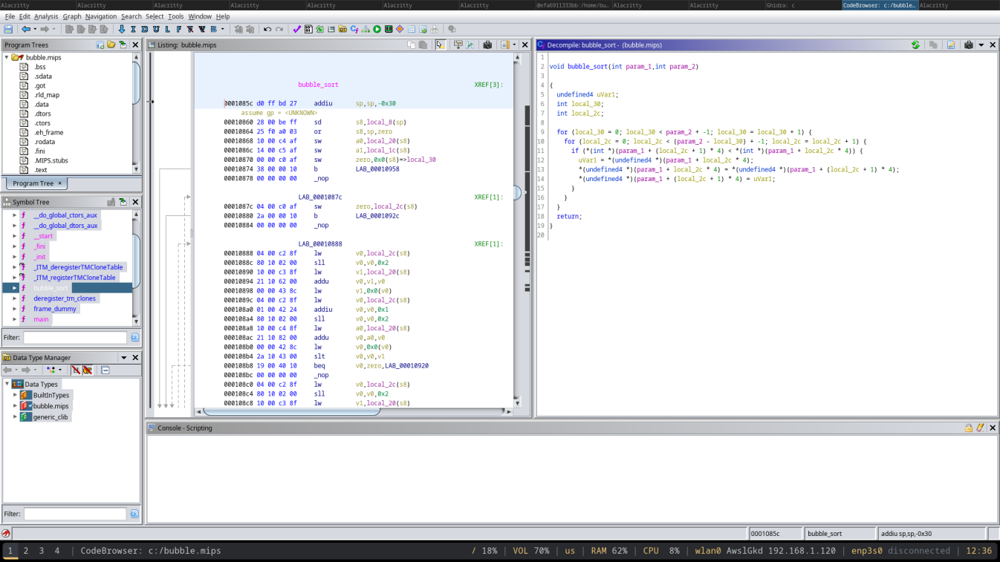 Alacritty Alacritty Alacritty Alacritty Alacritty Alacritty Alacritty @efa6911333bb:/home/bu... Alacritty Alacritty Ghidra: c CodeBrowser: c:/bubble... Alacritty
File Edit Analysis Graph Navigation Search Select Tools Window Help
I D U L F V B
Program Trees
bubble.mips
.bss
.sdata
.got
.rld_map
.data
.dtors
.ctors
.eh_frame
.rodata
.fini
.MIPS.stubs
.text
Program Tree ×
Symbol Tree
__do_global_ctors_aux
__do_global_dtors_aux
__start
_fini
_init
_ITM_deregisterTMCloneTable
_ITM_registerTMCloneTable
bubble_sort
deregister_tm_clones
frame_dummy
main
Filter:
Data Type Manager
Data Types
BuiltInTypes
bubble.mips
generic_clib
Filter:
Listing: bubble.mips
bubble_sort XREF[3]:
0001085c d0 ff bd 27 addiu sp,sp,-0x30
assume gp = <UNKNOWN>
00010860 28 00 be ff sd s8,local_8(sp)
00010864 25 f0 a0 03 or s8,sp,zero
00010868 10 00 c4 af sw a0,local_20(s8)
0001086c 14 00 c5 af sw a1,local_1c(s8)
00010870 00 00 c0 af sw zero,0x0(s8)=>local_30
00010874 38 00 00 10 b LAB_00010958
00010878 00 00 00 00 _nop
LAB_0001087c XREF[1]:
0001087c 04 00 c0 af sw zero,local_2c(s8)
00010880 2a 00 00 10 b LAB_0001092c
00010884 00 00 00 00 _nop
LAB_00010888 XREF[1]:
00010888 04 00 c2 8f lw v0,local_2c(s8)
0001088c 80 10 02 00 sll v0,v0,0x2
00010890 10 00 c3 8f lw v1,local_20(s8)
00010894 21 10 62 00 addu v0,v1,v0
00010898 00 00 43 8c lw v1,0x0(v0)
0001089c 04 00 c2 8f lw v0,local_2c(s8)
000108a0 01 00 42 24 addiu v0,v0,0x1
000108a4 80 10 02 00 sll v0,v0,0x2
000108a8 10 00 c4 8f lw a0,local_20(s8)
000108ac 21 10 82 00 addu v0,a0,v0
000108b0 00 00 42 8c lw v0,0x0(v0)
000108b4 2a 10 43 00 slt v0,v0,v1
000108b8 19 00 40 10 beq v0,zero,LAB_00010920
000108bc 00 00 00 00 _nop
000108c0 04 00 c2 8f lw v0,local_2c(s8)
000108c4 80 10 02 00 sll v0,v0,0x2
000108c8 10 00 c3 8f lw v1,local_20(s8)
Decompile: bubble_sort - (bubble.mips)
1
2 void bubble_sort(int param_1,int param_2)
3
4 {
5 undefined4 uVar1;
6 int local_30;
7 int local_2c;
8
9 for (local_30 = 0; local_30 < param_2 + -1; local_30 = local_30 + 1) {
10 for (local_2c = 0; local_2c < (param_2 - local_30) + -1; local_2c = local_2c + 1) {
11 if (*(int *)(param_1 + (local_2c + 1) * 4) < *(int *)(param_1 + local_2c * 4)) {
12 uVar1 = *(undefined4 *)(param_1 + local_2c * 4);
13 *(undefined4 *)(param_1 + local_2c * 4) = *(undefined4 *)(param_1 + (local_2c + 1) * 4);
14 *(undefined4 *)(param_1 + (local_2c + 1) * 4) = uVar1;
15 }
16 }
17 }
18 return;
19 }
20
Console - Scripting
0001085c bubble_sort addiu sp,sp,-0x30
1 2 3 4 | CodeBrowser: c:/bubble.mips / 18% | VOL 70% | us | RAM 62% | CPU 8% | wlan0 AwslGkd 192.168.1.120 | enp3s0 disconnected | 12:36